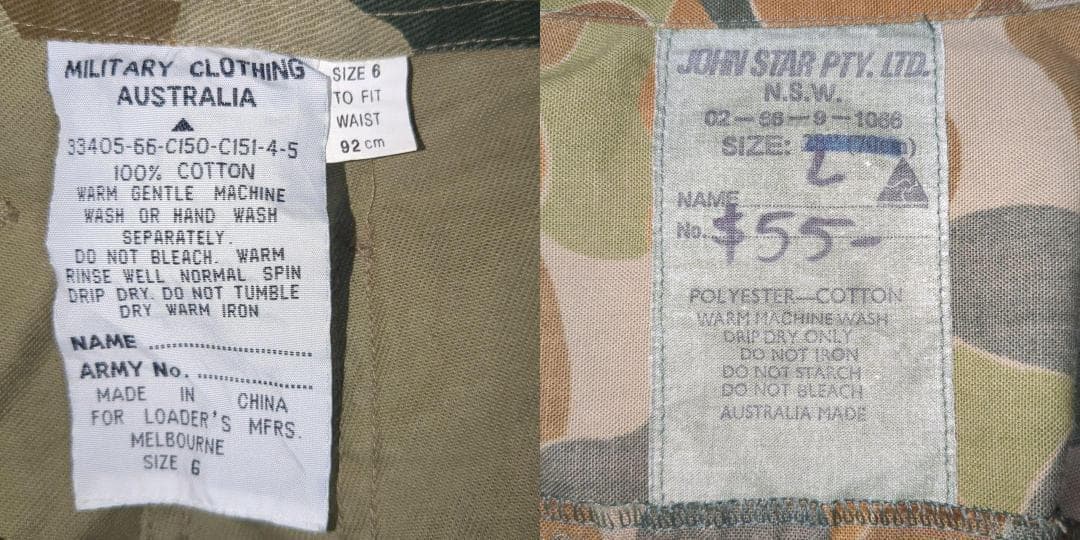 MILITARY CLOTHING
AUSTRALIA
33405-66-C150-C151-4-5
100% COTTON
WARM GENTLE MACHINE
WASH OR HAND WASH
SEPARATELY.
DO NOT BLEACH. WARM
RINSE WELL NORMAL SPIN
DRIP DRY. DO NOT TUMBLE
DRY WARM IRON
NAME
ARMY No.
MADE IN CHINA
FOR LOADER'S MFRS.
MELBOURNE
SIZE 6
SIZE 6
TO FIT
WAIST
92 cm
JOHN STAR PTY. LTD.
N.S.W.
02-66-9-1066
SIZE:
L
NAME
No. $55-
POLYESTER—COTTON
WARM MACHINE WASH
DRIP DRY ONLY
DO NOT IRON
DO NOT STARCH
DO NOT BLEACH
AUSTRALIA MADE